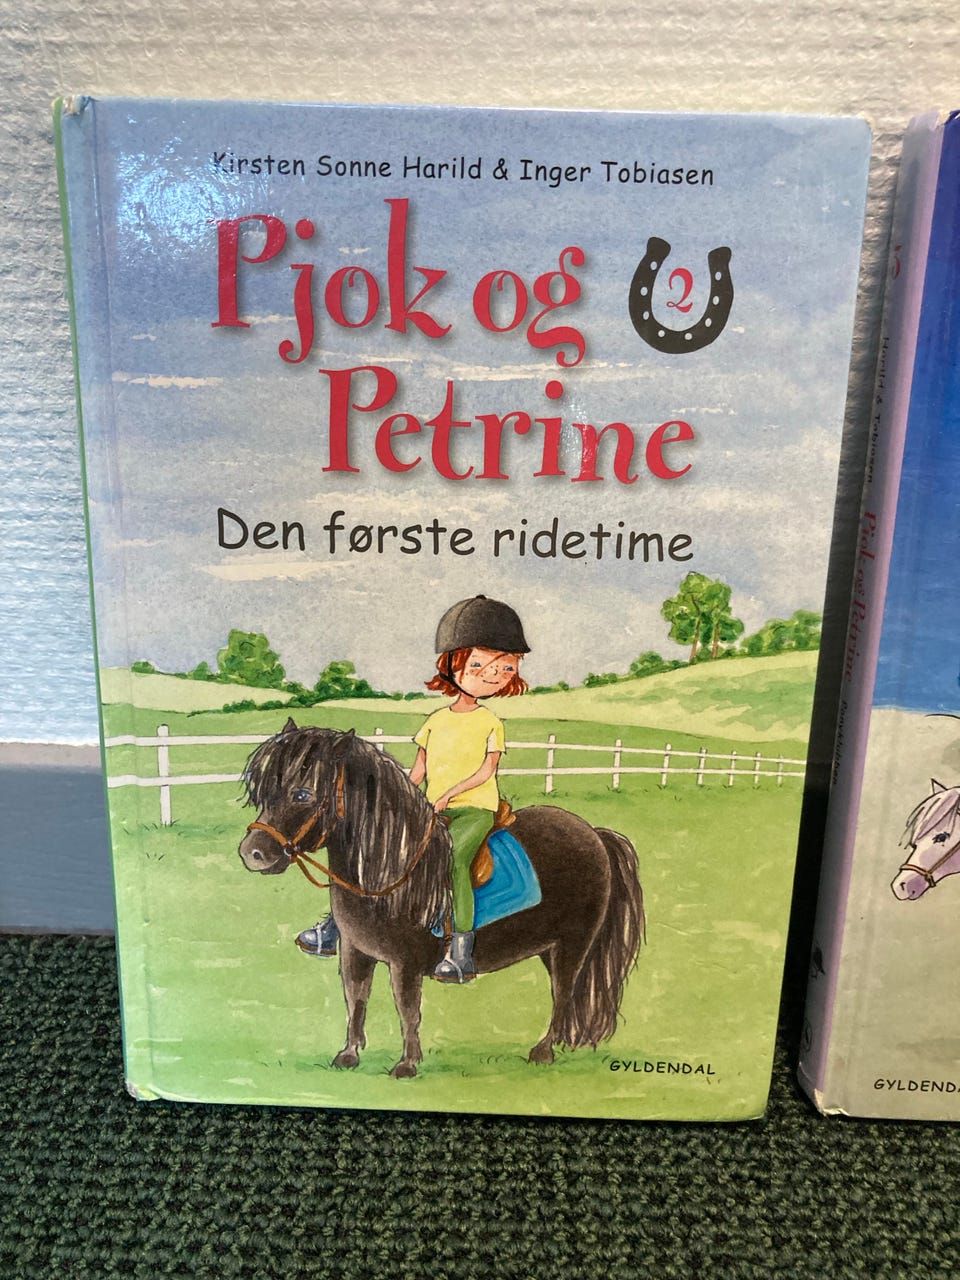 Kirsten Sonne Harild & Inger Tobiasen
Pjok og
2
Petrine
Den første ridetime
GYLDENDAL
Harild & Tobiasen Pjok og Petrine
GYLDENDA